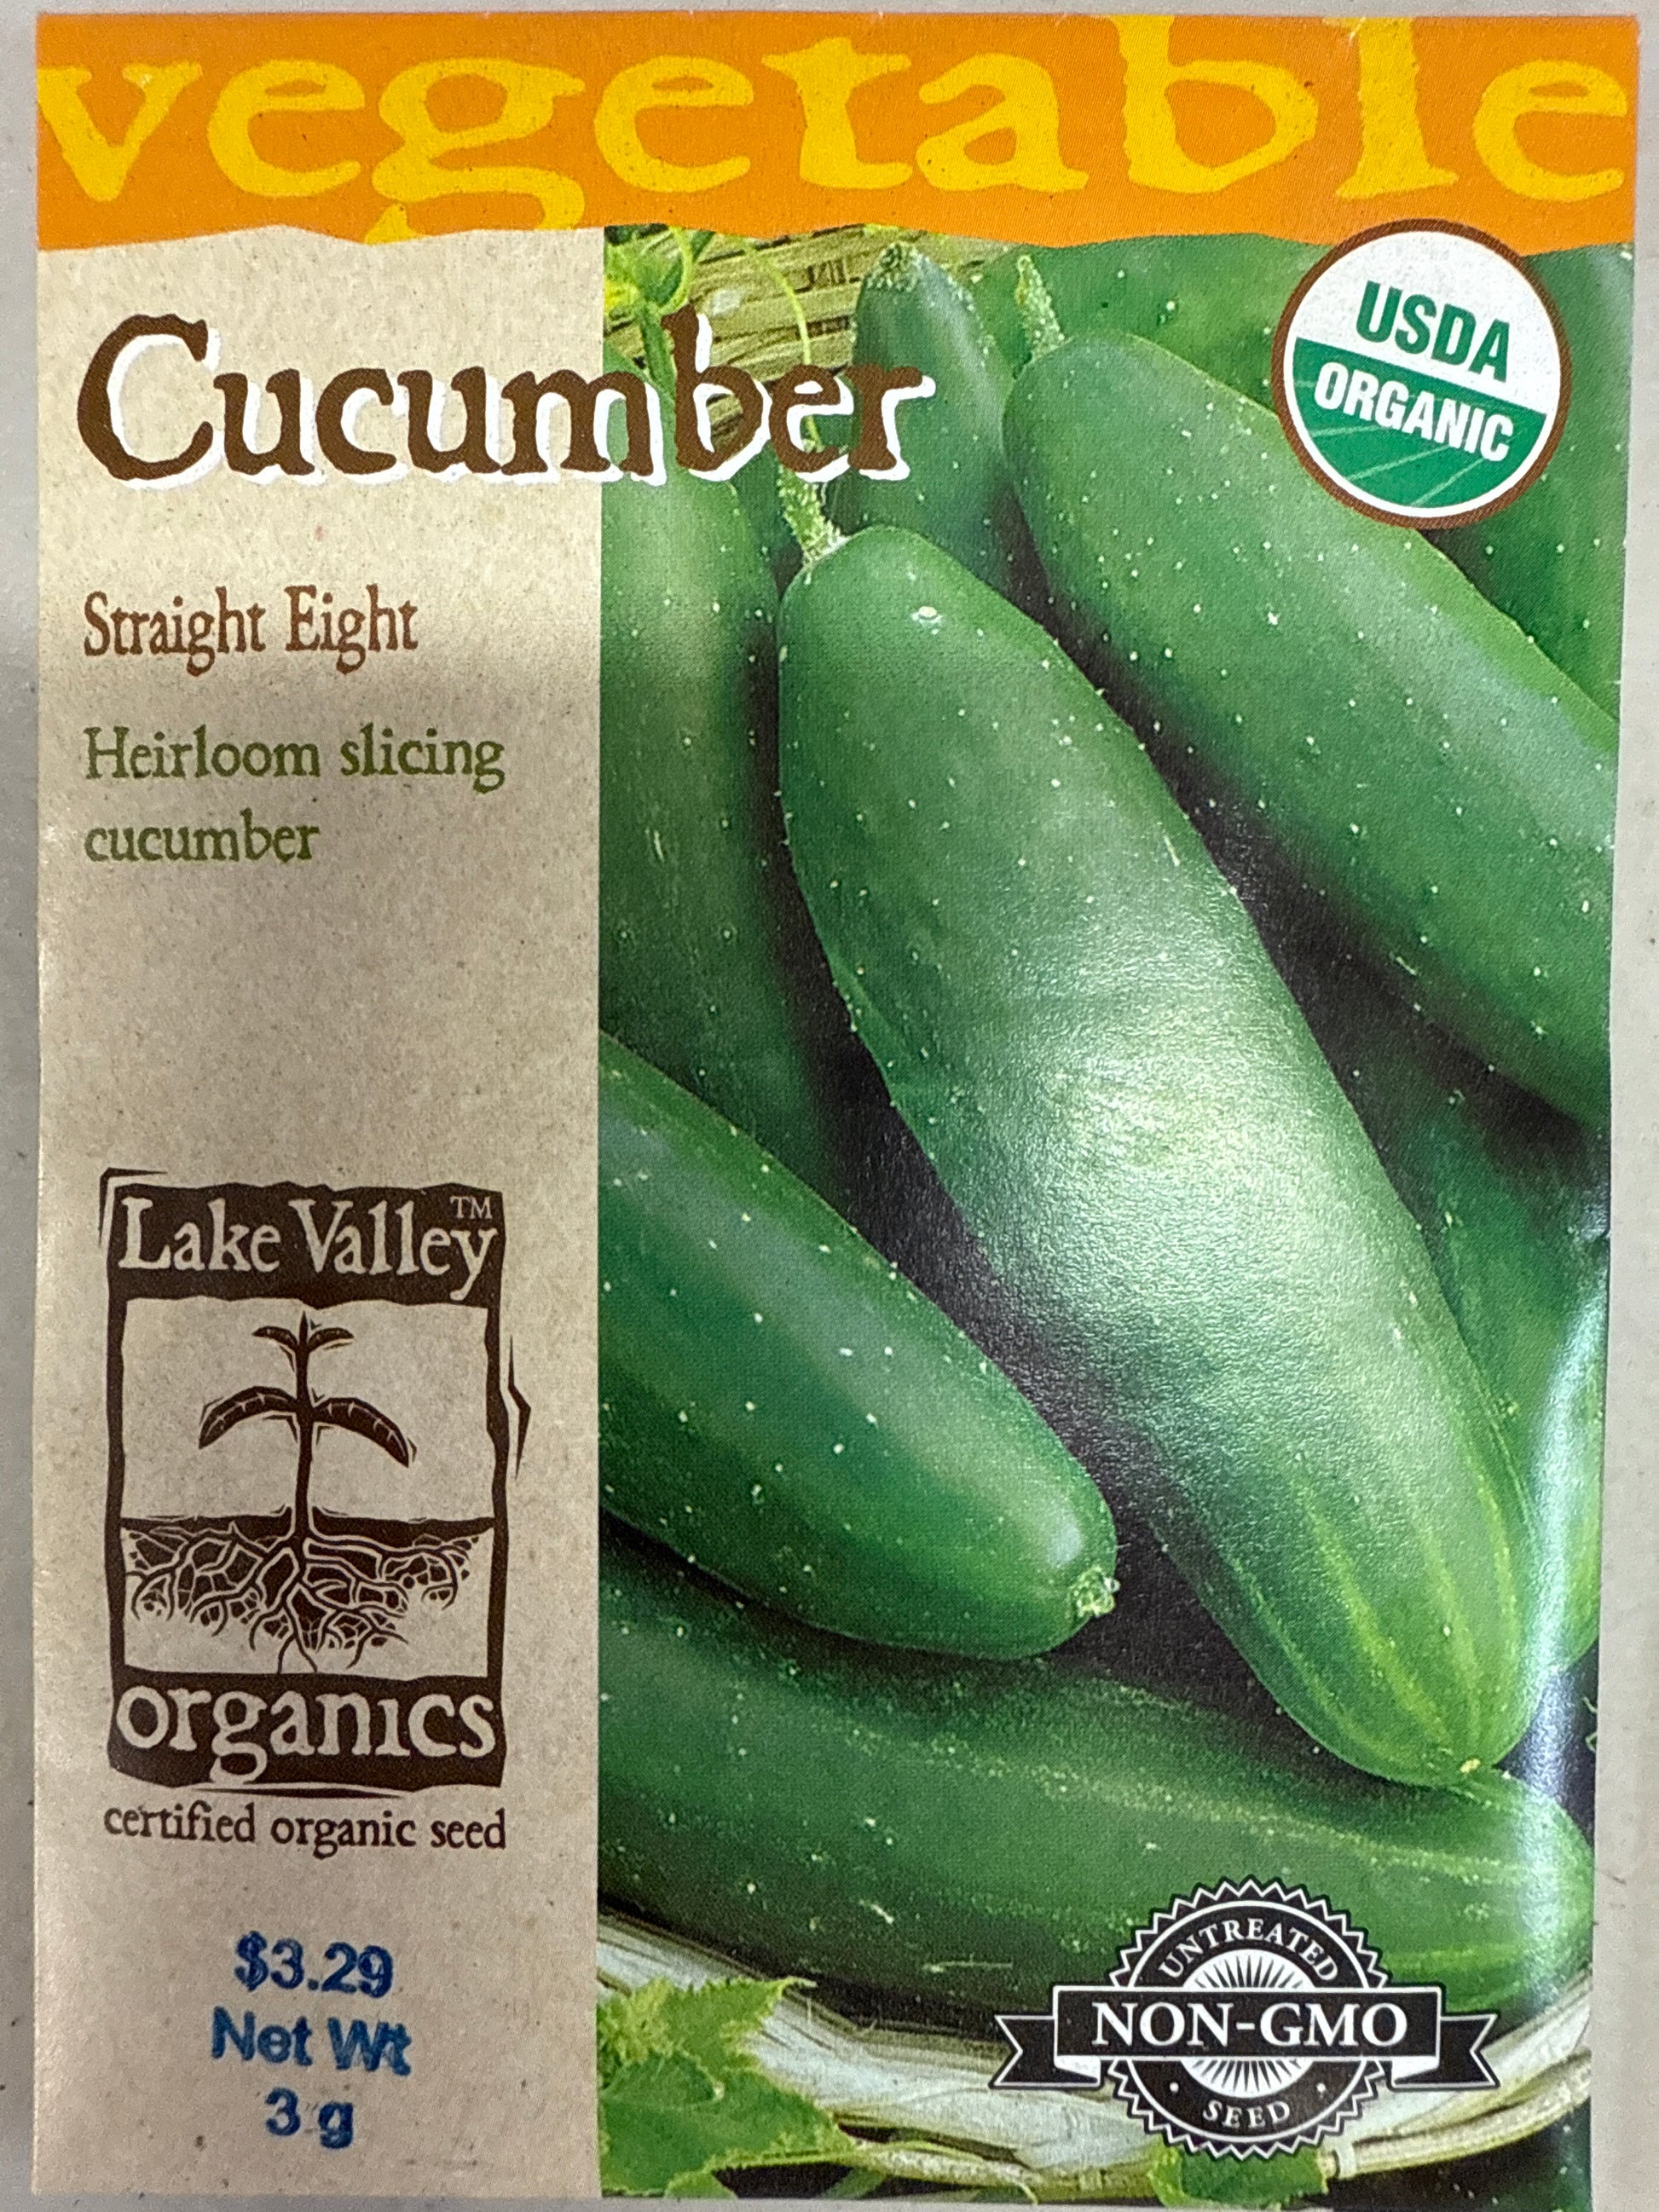 vegetable
Cucumber
USDA
ORGANIC
Straight Eight
Heirloom slicing
cucumber
Lake Valley™
organics
certified organic seed
$3.29
Net Wt
3 g
UNTREATED
NON-GMO
SEED